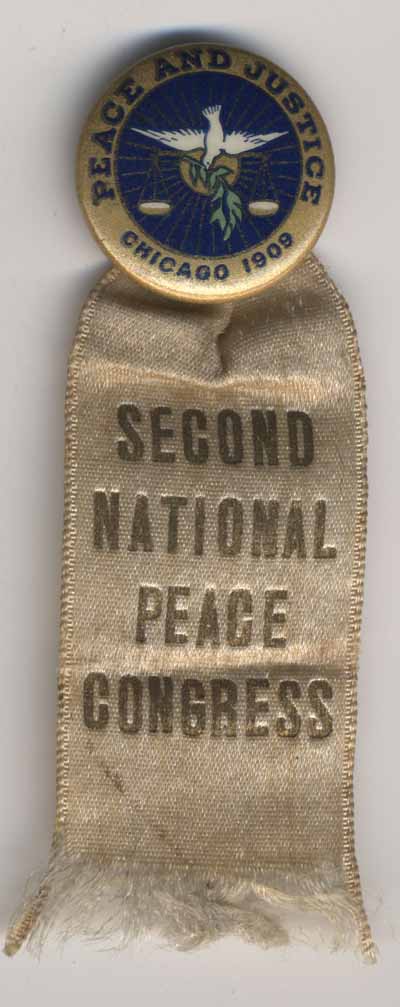 PEACE AND JUSTICE
CHICAGO 1909
SECOND
NATIONAL
PEACE
CONGRESS